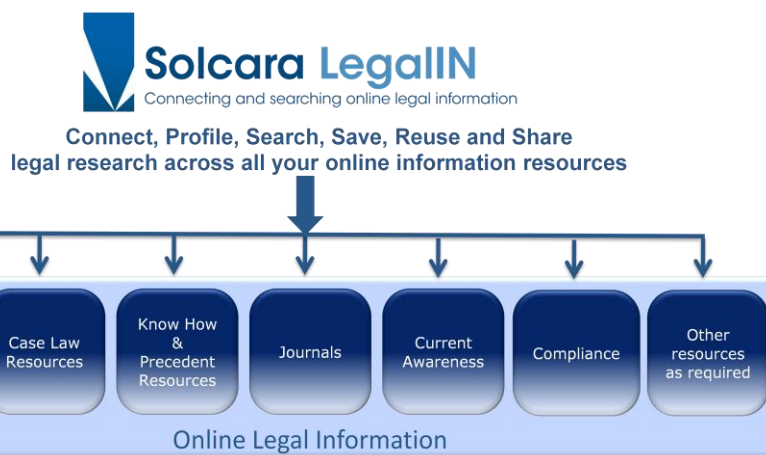 Solcara LegalIN
Connecting and searching online legal information
Connect, Profile, Search, Save, Reuse and Share
legal research across all your online information resources
Case Law
Resources
Know How
&
Precedent
Resources
Journals
Current
Awareness
Compliance
Other
resources
as required
Online Legal Information